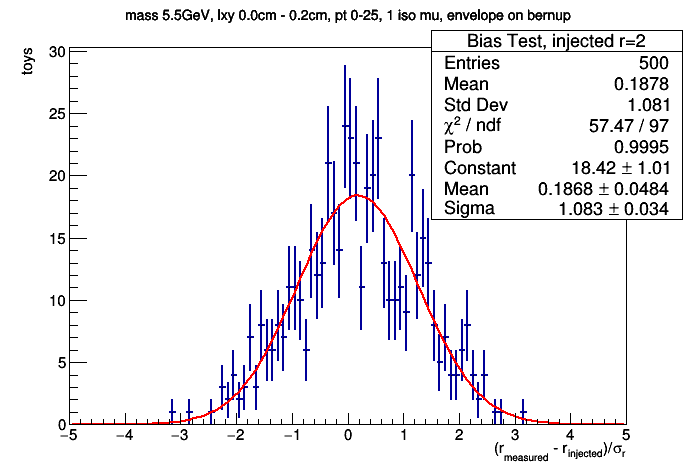 mass 5.5GeV, lxy 0.0cm - 0.2cm, pt 0-25, 1 iso mu, envelope on bernup
Bias Test, injected r=2
Entries 500
Mean 0.1878
Std Dev 1.081
χ² / ndf 57.47 / 97
Prob 0.9995
Constant 18.42 ± 1.01
Mean 0.1868 ± 0.0484
Sigma 1.083 ± 0.034
toys
30
25
20
15
10
5
0
−5 −4 −3 −2 −1 0 1 2 3 4 5
(r_measured - r_injected)/σ_r